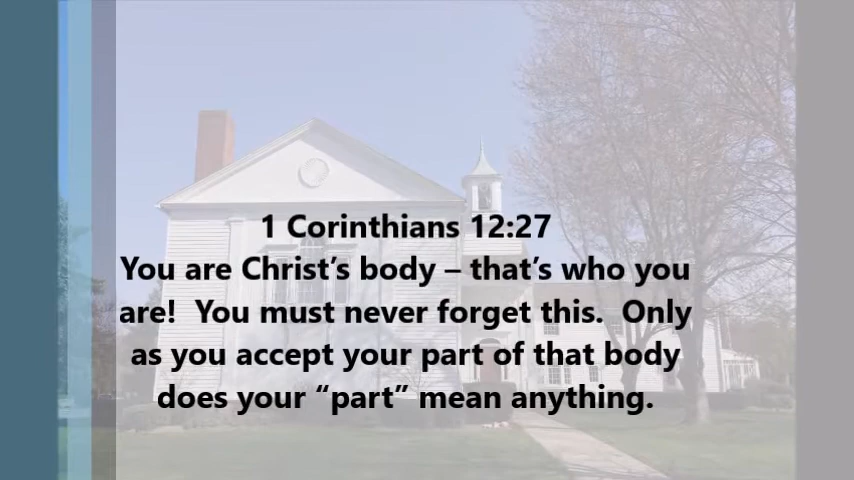 1 Corinthians 12:27
You are Christ’s body – that’s who you
are!  You must never forget this.  Only
as you accept your part of that body
does your “part” mean anything.